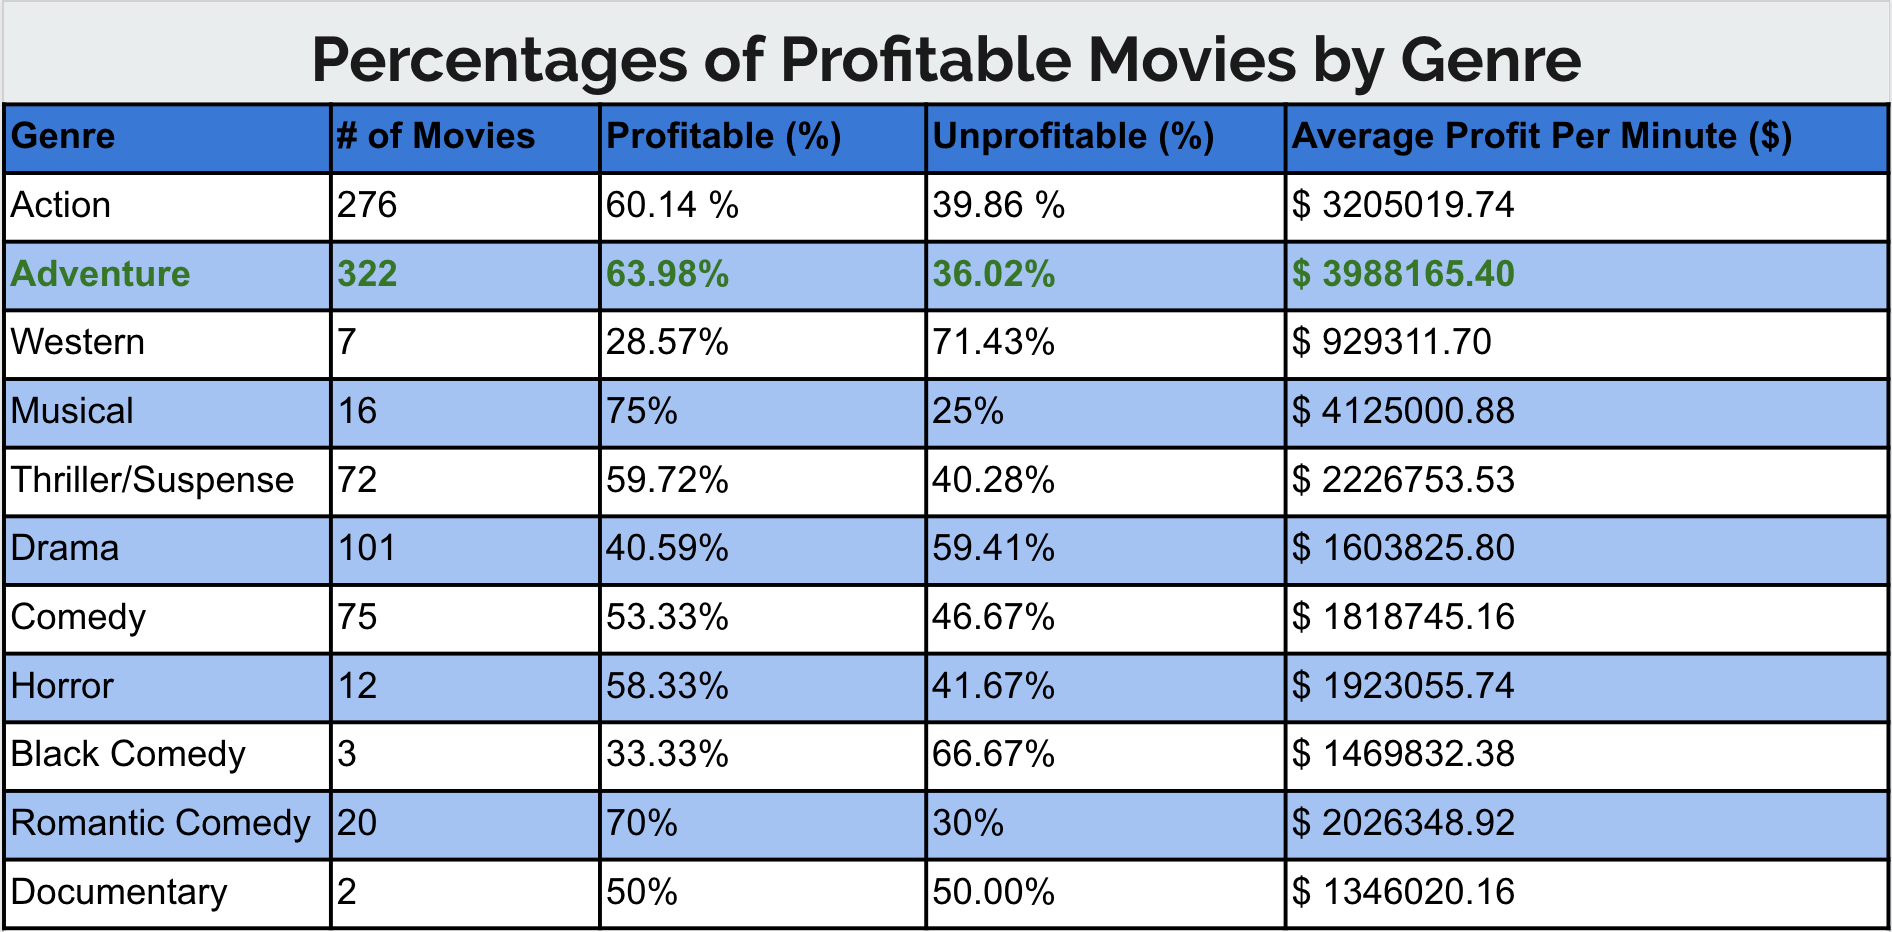 Percentages of Profitable Movies by Genre
Genre # of Movies Profitable (%) Unprofitable (%) Average Profit Per Minute ($)
Action 276 60.14 % 39.86 % $ 3205019.74
Adventure 322 63.98% 36.02% $ 3988165.40
Western 7 28.57% 71.43% $ 929311.70
Musical 16 75% 25% $ 4125000.88
Thriller/Suspense 72 59.72% 40.28% $ 2226753.53
Drama 101 40.59% 59.41% $ 1603825.80
Comedy 75 53.33% 46.67% $ 1818745.16
Horror 12 58.33% 41.67% $ 1923055.74
Black Comedy 3 33.33% 66.67% $ 1469832.38
Romantic Comedy 20 70% 30% $ 2026348.92
Documentary 2 50% 50.00% $ 1346020.16